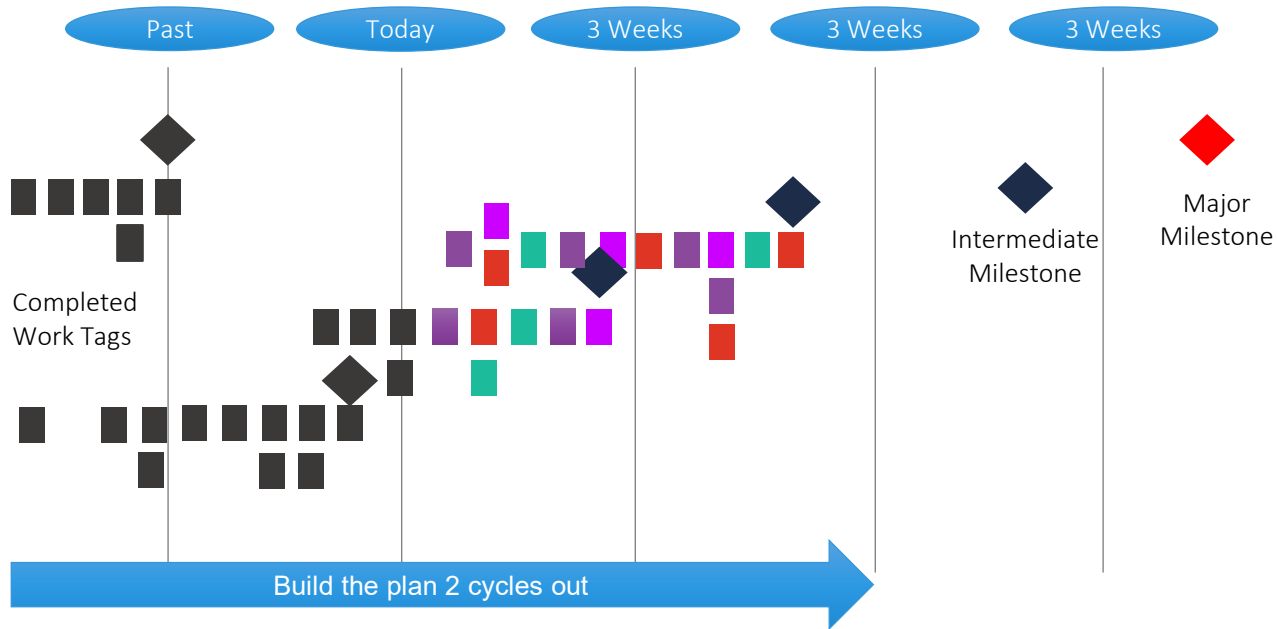 Past
Today
3 Weeks
3 Weeks
3 Weeks
Major
Milestone
Intermediate
Milestone
Completed
Work Tags
Build the plan 2 cycles out